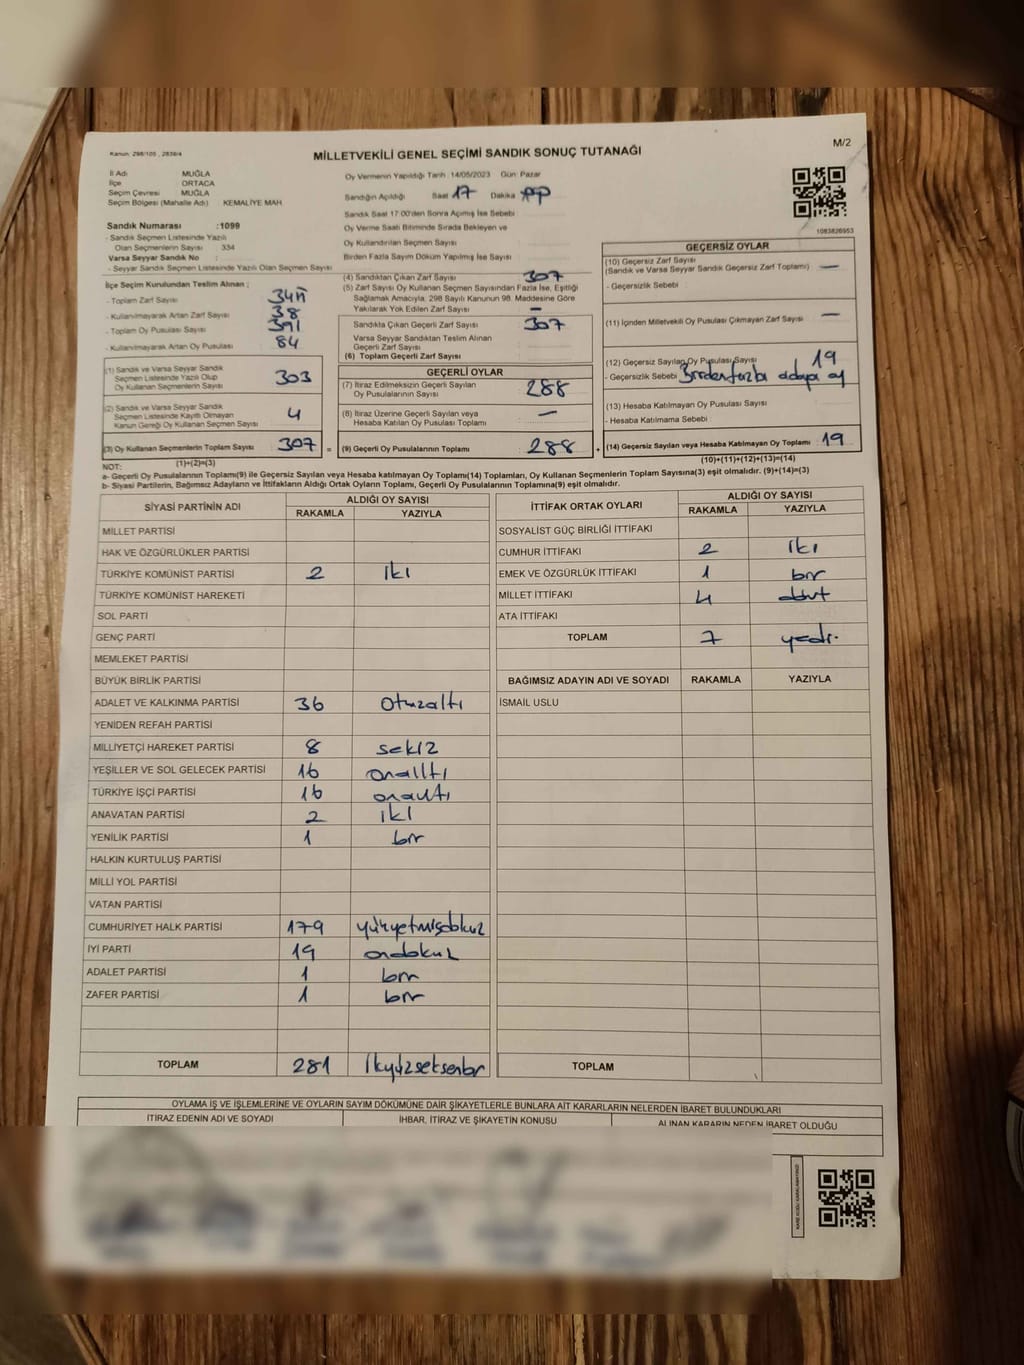 Kanun: 298/105 , 2839/4
MİLLETVEKİLİ GENEL SEÇİMİ SANDIK SONUÇ TUTANAĞI
M/2
İl Adı MUĞLA
İlçe ORTACA
Seçim Çevresi MUĞLA
Seçim Bölgesi (Mahalle Adı) KEMALİYE MAH
Sandık Numarası :1099
- Sandık Seçmen Listesinde Yazılı
Olan Seçmenlerin Sayısı : 334
Varsa Seyyar Sandık No :
- Seyyar Sandık Seçmen Listesinde Yazılı Olan Seçmen Sayısı
İlçe Seçim Kurulundan Teslim Alınan ;
- Toplam Zarf Sayısı
- Kullanılmayarak Artan Zarf Sayısı : 38
- Toplam Oy Pusulası Sayısı : 391
- Kullanılmayarak Artan Oy Pusulası : 84
(1) Sandık ve Varsa Seyyar Sandık
Seçmen Listesinde Yazılı Olup
Oy Kullanan Seçmenlerin Sayısı : 303
(2) Sandık ve Varsa Seyyar Sandık
Seçmen Listesinde Kayıtlı Olmayan
Kanun Gereği Oy Kullanan Seçmen Sayısı : 4
(3) Oy Kullanan Seçmenlerin Toplam Sayısı : 307 =
(1)+(2)=(3)
Oy Vermenin Yapıldığı Tarih : 14/05/2023 Gün: Pazar
Sandığın Açıldığı Saat 17 Dakika
Sandık Saat 17:00'den Sonra Açılmış İse Sebebi
Oy Verme Saati Bitiminde Sırada Bekleyen ve
Oy Kullandırılan Seçmen Sayısı
Birden Fazla Sayım Döküm Yapılmış İse Sayısı
(4) Sandıktan Çıkan Zarf Sayısı : 307
(5) Zarf Sayısı Oy Kullanan Seçmen Sayısından Fazla İse, Eşitliği
Sağlamak Amacıyla, 298 Sayılı Kanunun 98. Maddesine Göre
Yakılarak Yok Edilen Zarf Sayısı : —
Sandıkta Çıkan Geçerli Zarf Sayısı : 307
Varsa Seyyar Sandıktan Teslim Alınan
Geçerli Zarf Sayısı
(6) Toplam Geçerli Zarf Sayısı :
GEÇERLİ OYLAR
(7) İtiraz Edilmeksizin Geçerli Sayılan
Oy Pusulasının Sayısı : 288
(8) İtiraz Üzerine Geçerli Sayılan veya
Hesaba Katılan Oy Pusulası Toplamı : —
(9) Geçerli Oy Pusulalarının Toplamı : 288 +
1083826953
GEÇERSİZ OYLAR
(10) Geçersiz Zarf Sayısı
(Sandık ve Varsa Seyyar Sandık Geçersiz Zarf Toplamı) : —
- Geçersizlik Sebebi :
(11) İçinden Milletvekili Oy Pusulası Çıkmayan Zarf Sayısı : —
(12) Geçersiz Sayılan Oy Pusulası Sayısı : 19
- Geçersizlik Sebebi : Birden fazla adaya oy
(13) Hesaba Katılmayan Oy Pusulası Sayısı :
- Hesaba Katılmama Sebebi :
(14) Geçersiz Sayılan veya Hesaba Katılmayan Oy Toplamı : 19
(10)+(11)+(12)+(13)=(14)
NOT:
a- Geçerli Oy Pusulalarının Toplamı(9) ile Geçersiz Sayılan veya Hesaba katılmayan Oy Toplamı(14) Toplamları, Oy Kullanan Seçmenlerin Toplam Sayısına(3) eşit olmalıdır. (9)+(14)=(3)
b- Siyasi Partilerin, Bağımsız Adayların ve İttifakların Aldığı Ortak Oyların Toplamı, Geçerli Oy Pusulalarının Toplamına(9) eşit olmalıdır.
SİYASİ PARTİNİN ADI ALDIĞI OY SAYISI
RAKAMLA YAZIYLA
MİLLET PARTİSİ
HAK VE ÖZGÜRLÜKLER PARTİSİ
TÜRKİYE KOMÜNİST PARTİSİ 2 iki
TÜRKİYE KOMÜNİST HAREKETİ
SOL PARTİ
GENÇ PARTİ
MEMLEKET PARTİSİ
BÜYÜK BİRLİK PARTİSİ
ADALET VE KALKINMA PARTİSİ 36 Otuzaltı
YENİDEN REFAH PARTİSİ
MİLLİYETÇİ HAREKET PARTİSİ 8 sekiz
YEŞİLLER VE SOL GELECEK PARTİSİ 16 onaltı
TÜRKİYE İŞÇİ PARTİSİ 16 onaltı
ANAVATAN PARTİSİ 2 iki
YENİLİK PARTİSİ 1 bir
HALKIN KURTULUŞ PARTİSİ
MİLLİ YOL PARTİSİ
VATAN PARTİSİ
CUMHURİYET HALK PARTİSİ 179 yüzyetmişdokuz
İYİ PARTİ 19 ondokuz
ADALET PARTİSİ 1 bir
ZAFER PARTİSİ 1 bir
TOPLAM 281 İkiyüzseksenbir
İTTİFAK ORTAK OYLARI ALDIĞI OY SAYISI
RAKAMLA YAZIYLA
SOSYALİST GÜÇ BİRLİĞİ İTTİFAKI
CUMHUR İTTİFAKI 2 iki
EMEK VE ÖZGÜRLÜK İTTİFAKI 1 bir
MİLLET İTTİFAKI 4 dört
ATA İTTİFAKI
TOPLAM 7 yedi.
BAĞIMSIZ ADAYIN ADI VE SOYADI RAKAMLA YAZIYLA
İSMAİL USLU
TOPLAM
OYLAMA İŞ VE İŞLEMLERİNE VE OYLARIN SAYIM DÖKÜMÜNE DAİR ŞİKAYETLERLE BUNLARA AİT KARARLARIN NELERDEN İBARET BULUNDUKLARI
İTİRAZ EDENİN ADI VE SOYADI İHBAR, İTİRAZ VE ŞİKAYETİN KONUSU ALINAN KARARIN NEDEN İBARET OLDUĞU